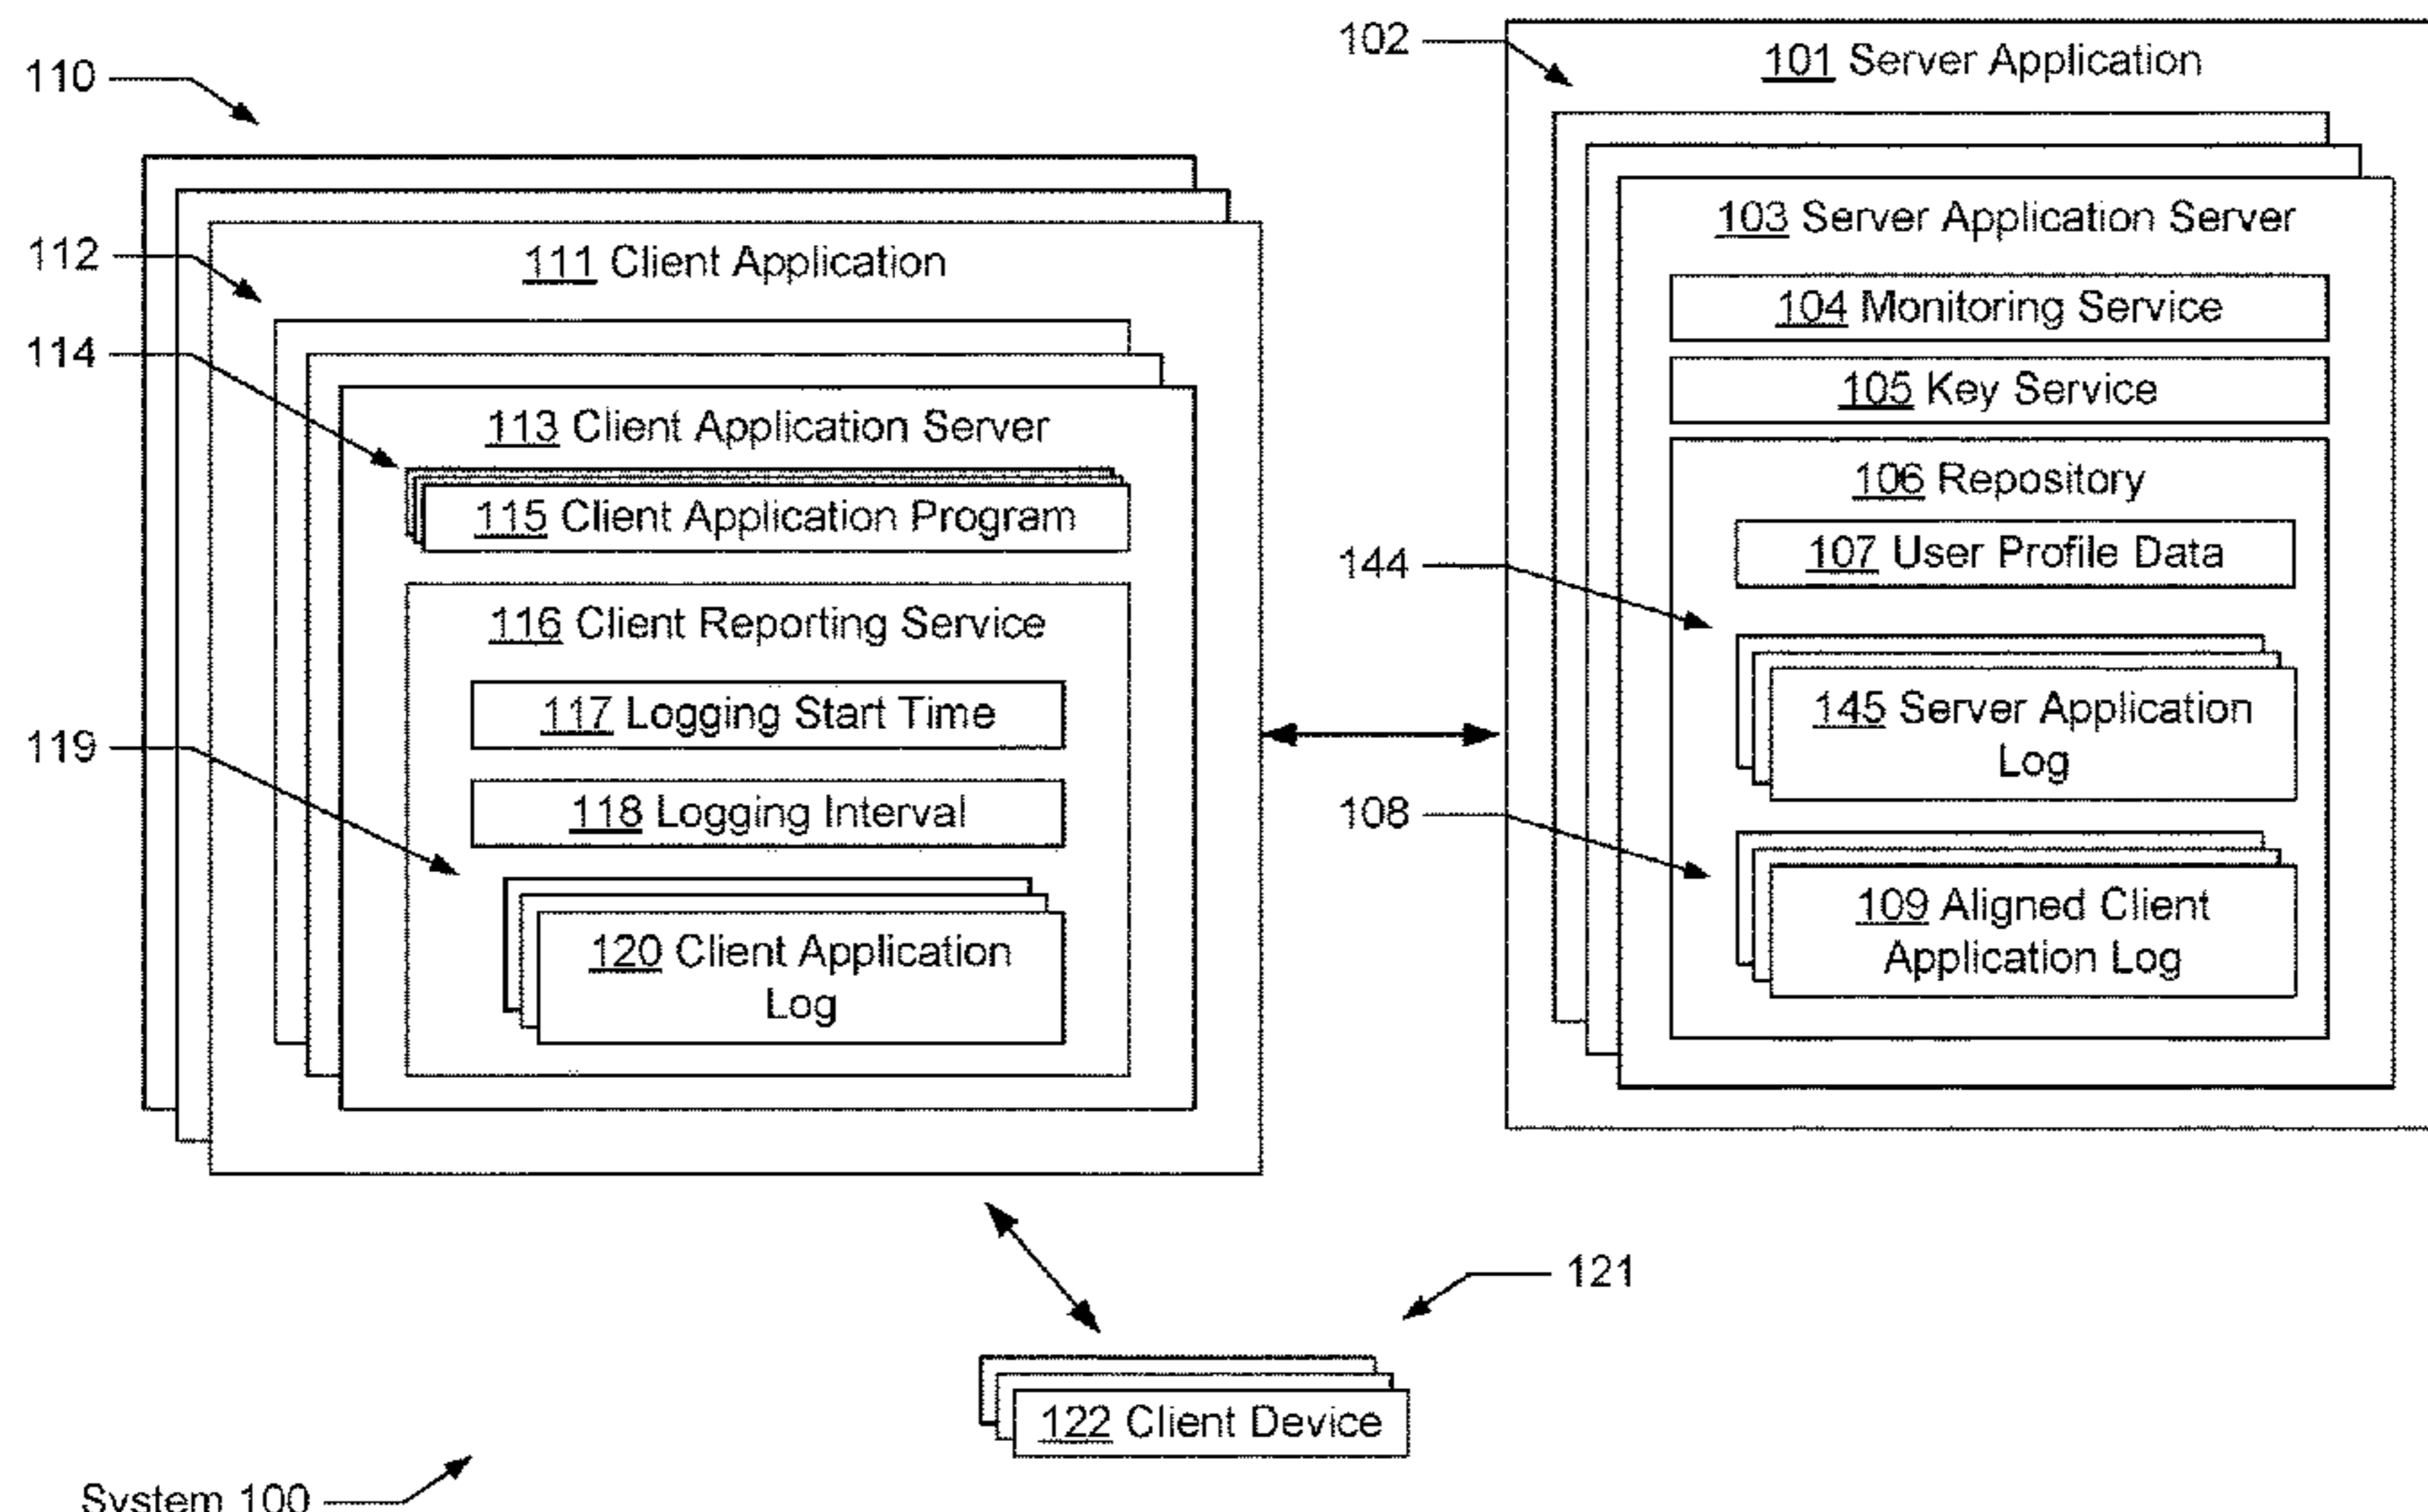 110
112
114
119
111 Client Application
113 Client Application Server
115 Client Application Program
116 Client Reporting Service
117 Logging Start Time
118 Logging Interval
120 Client Application
Log
102
144
108
101 Server Application
103 Server Application Server
104 Monitoring Service
105 Key Service
106 Repository
107 User Profile Data
145 Server Application
Log
109 Aligned Client
Application Log
121
122 Client Device
System 100